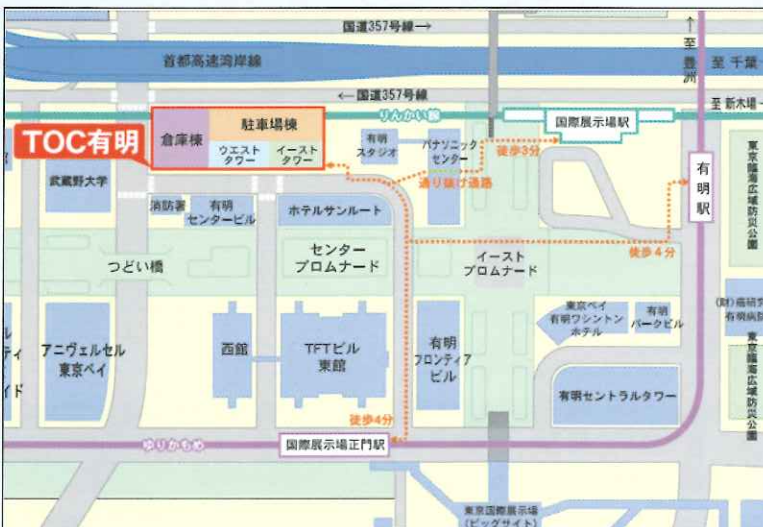 国道357号線→
首都高速湾岸線
↑至豊洲
至 千葉
←国道357号線
至 新木場→
りんかい線
国際展示場駅
TOC有明
倉庫棟
駐車場棟
ウエスト
タワー
イースト
タワー
有明
スタジオ
パナソニック
センター
徒歩3分
通り抜け通路
有明駅
東京臨海広域防災公園
武蔵野大学
消防署
有明
センタービル
ホテルサンルート
つどい橋
センター
プロムナード
イースト
プロムナード
徒歩4分
東京ベイ
有明ワシントン
ホテル
有明
パークビル
(財)癌研究
有明病院
アニヴェルセル
東京ベイ
西館
TFTビル
東館
有明
フロンティア
ビル
有明セントラルタワー
東京臨海広域防災公園
徒歩4分
ゆりかもめ
国際展示場正門駅
東京国際展示場
(ビッグサイト)